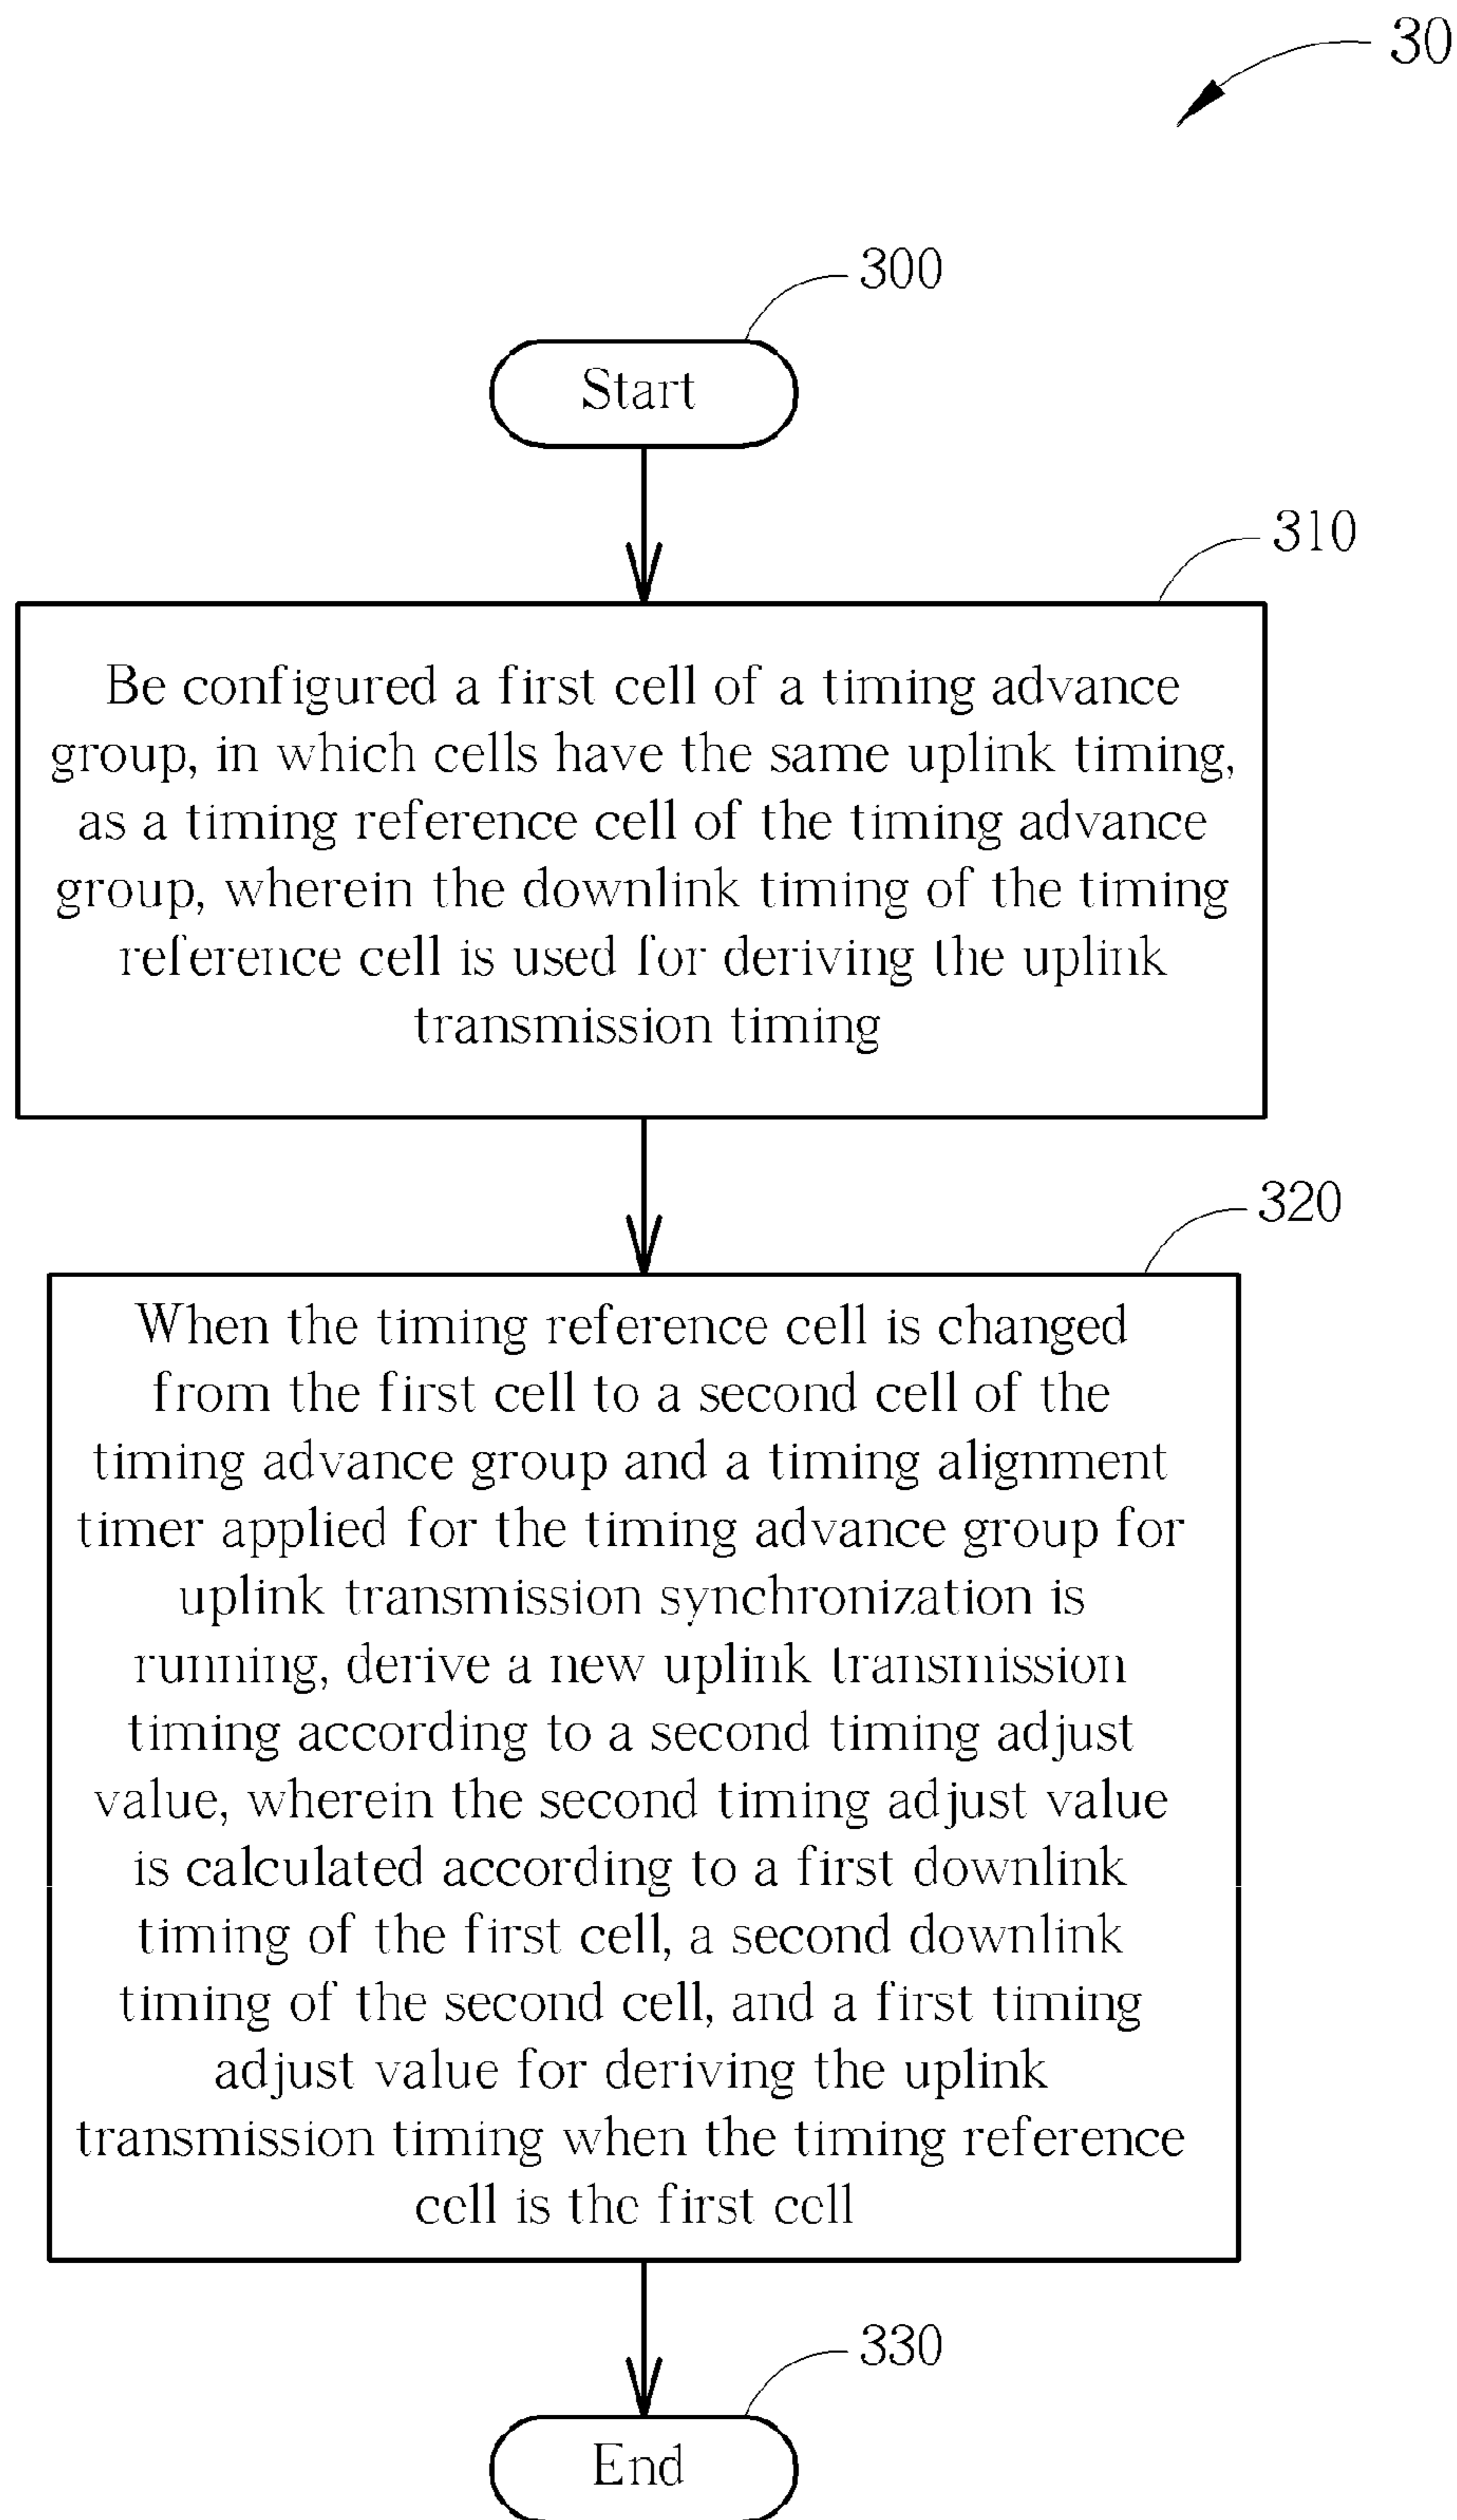 30
300
Start
310
Be configured a first cell of a timing advance
group, in which cells have the same uplink timing,
as a timing reference cell of the timing advance
group, wherein the downlink timing of the timing
reference cell is used for deriving the uplink
transmission timing
320
When the timing reference cell is changed
from the first cell to a second cell of the
timing advance group and a timing alignment
timer applied for the timing advance group for
uplink transmission synchronization is
running, derive a new uplink transmission
timing according to a second timing adjust
value, wherein the second timing adjust value
is calculated according to a first downlink
timing of the first cell, a second downlink
timing of the second cell, and a first timing
adjust value for deriving the uplink
transmission timing when the timing reference
cell is the first cell
330
End